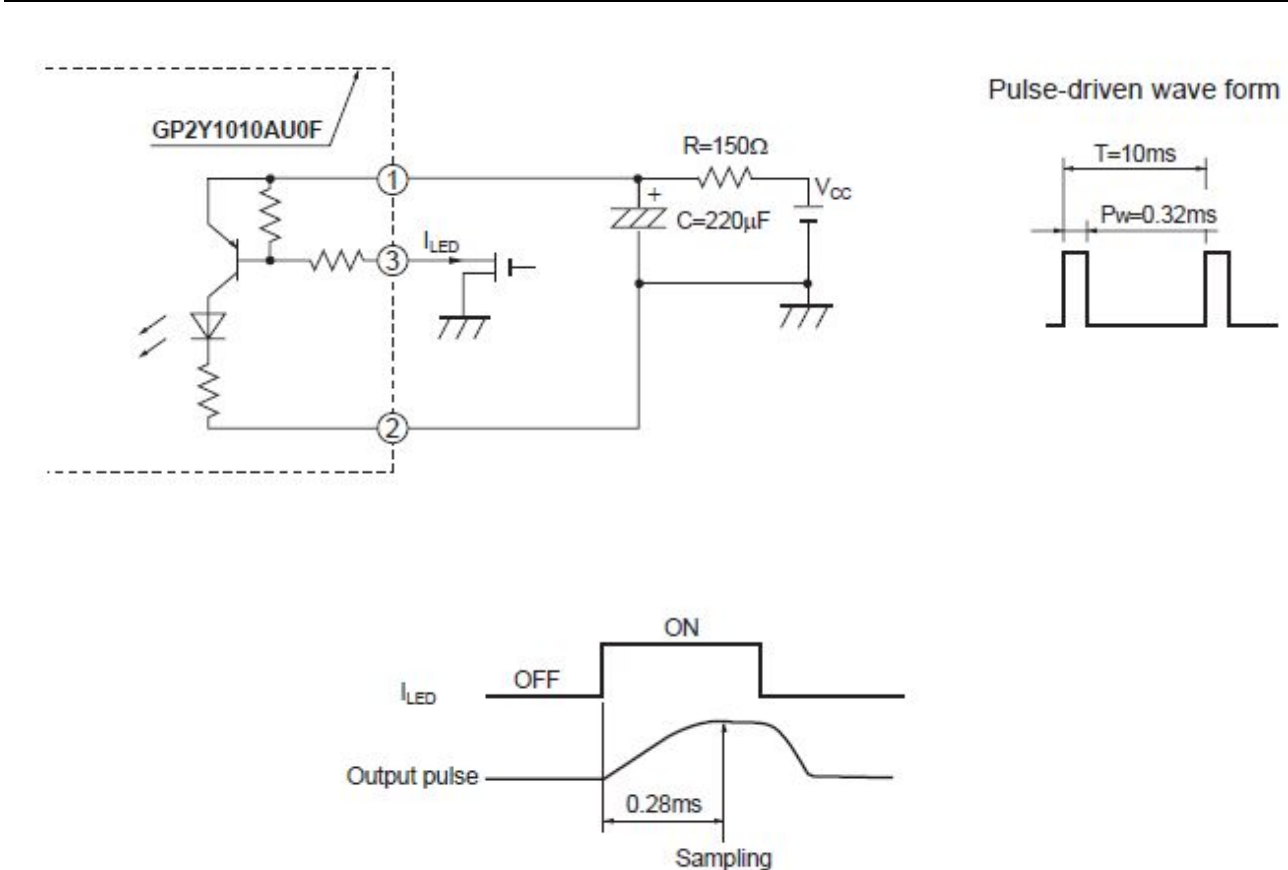 Pulse-driven wave form
GP2Y1010AU0F
R=150Ω
T=10ms
1
+
VCC
C=220μF
Pw=0.32ms
ILED
3
2
ON
OFF
ILED
Output pulse
0.28ms
Sampling